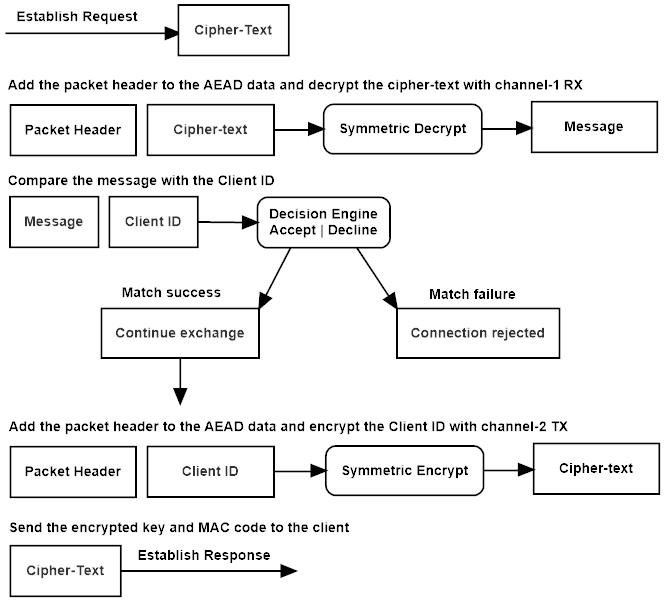 Establish Request
Cipher-Text
Add the packet header to the AEAD data and decrypt the cipher-text with channel-1 RX
Packet Header
Cipher-text
Symmetric Decrypt
Message
Compare the message with the Client ID
Message
Client ID
Decision Engine
Accept | Decline
Match success
Match failure
Continue exchange
Connection rejected
Add the packet header to the AEAD data and encrypt the Client ID with channel-2 TX
Packet Header
Client ID
Symmetric Encrypt
Cipher-text
Send the encrypted key and MAC code to the client
Cipher-Text
Establish Response